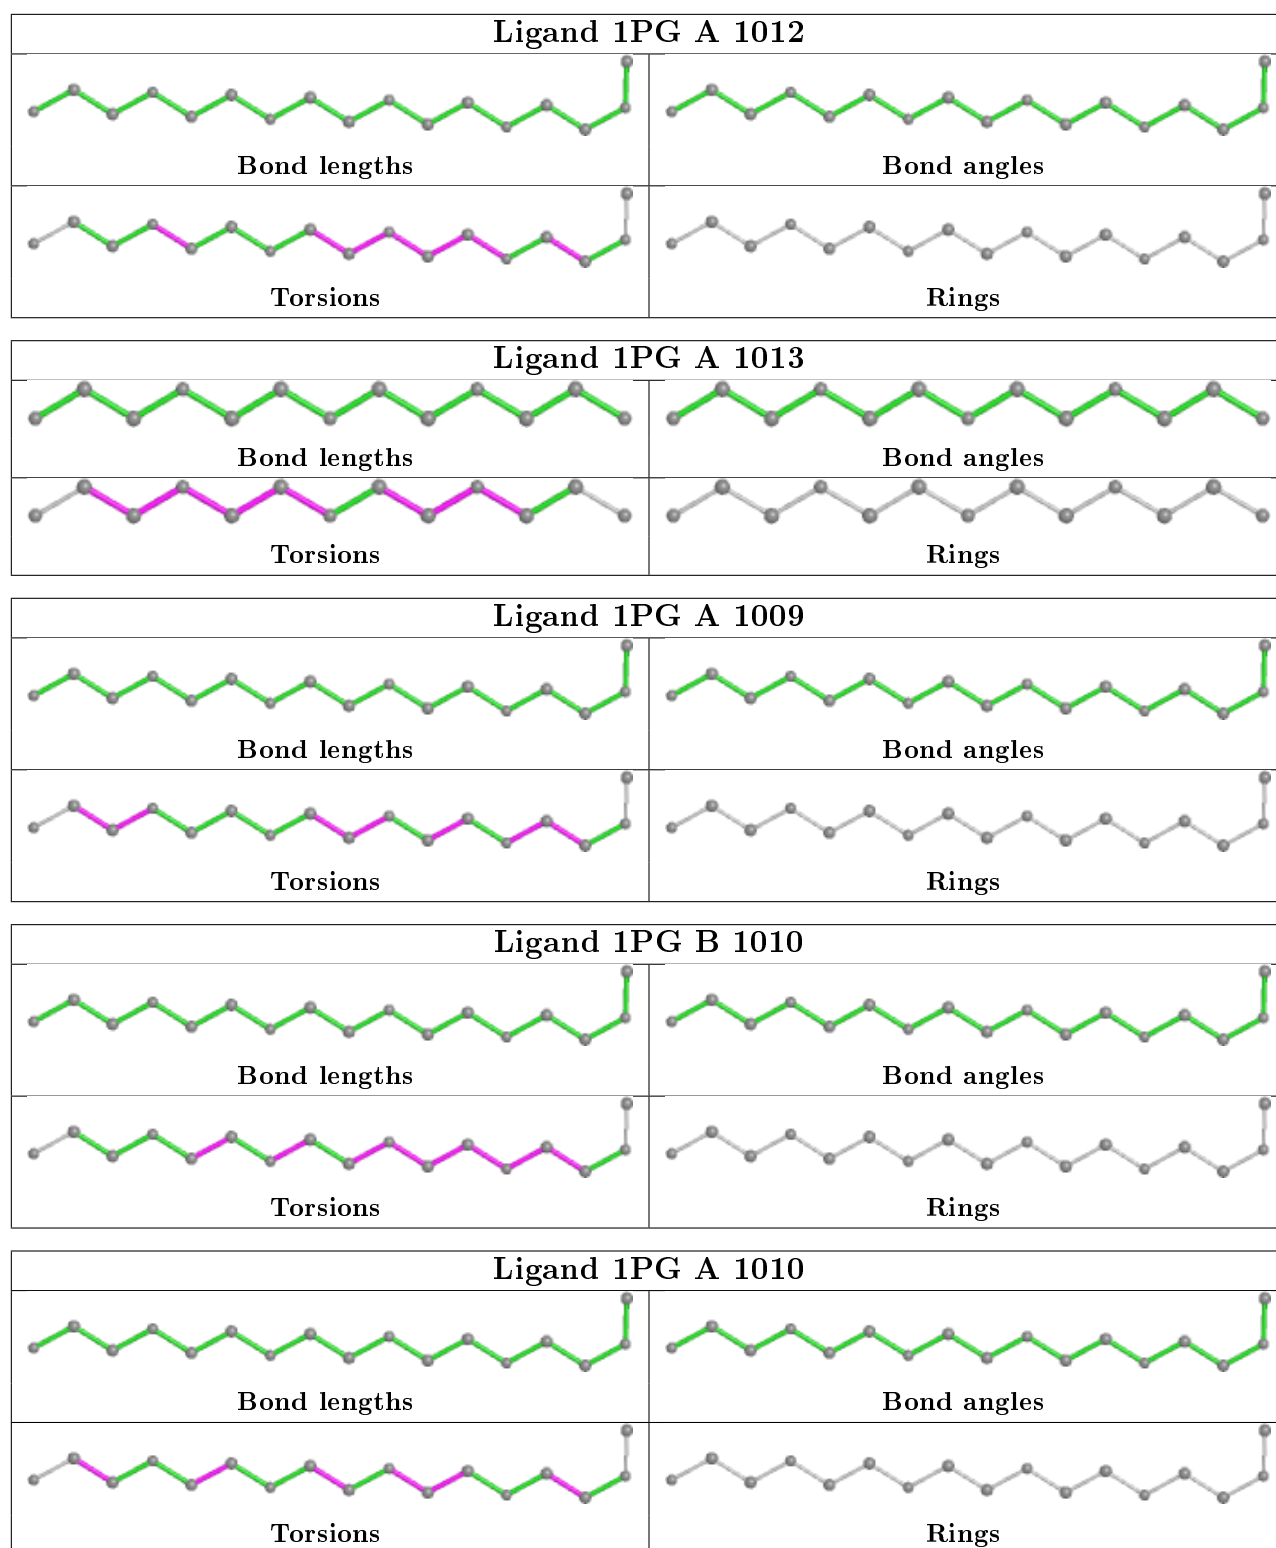 Ligand 1PG A 1012
Bond lengths
Bond angles
Torsions
Rings
Ligand 1PG A 1013
Bond lengths
Bond angles
Torsions
Rings
Ligand 1PG A 1009
Bond lengths
Bond angles
Torsions
Rings
Ligand 1PG B 1010
Bond lengths
Bond angles
Torsions
Rings
Ligand 1PG A 1010
Bond lengths
Bond angles
Torsions
Rings